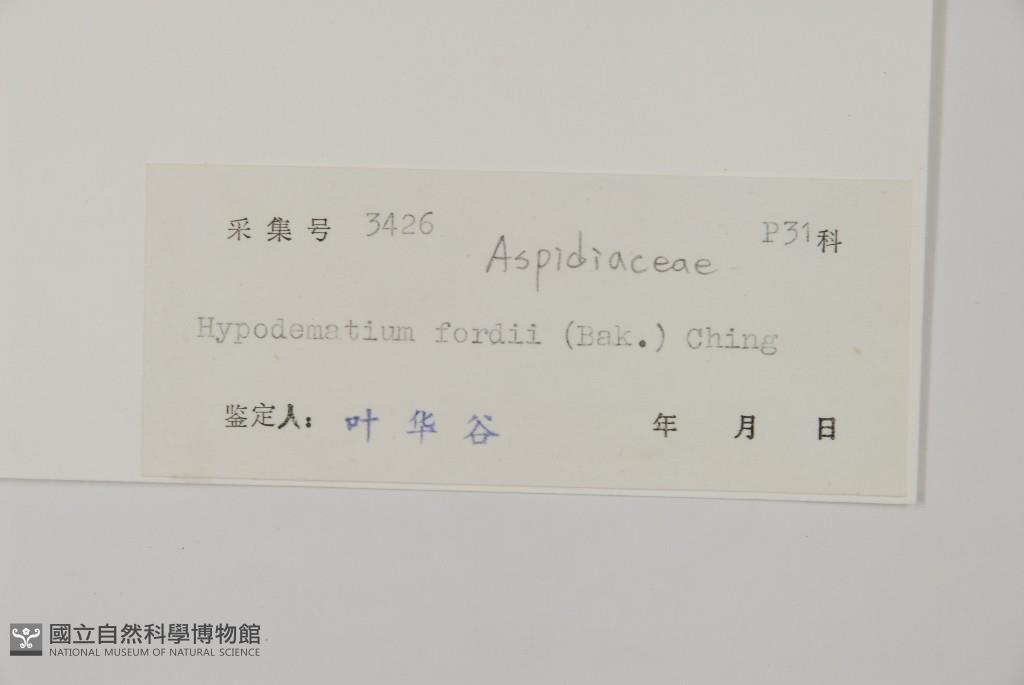 采集号 3426 P31科
Aspidiaceae
Hypodematium fordii (Bak.) Ching
鉴定人: 叶华谷 年 月 日
國立自然科學博物館
NATIONAL MUSEUM OF NATURAL SCIENCE